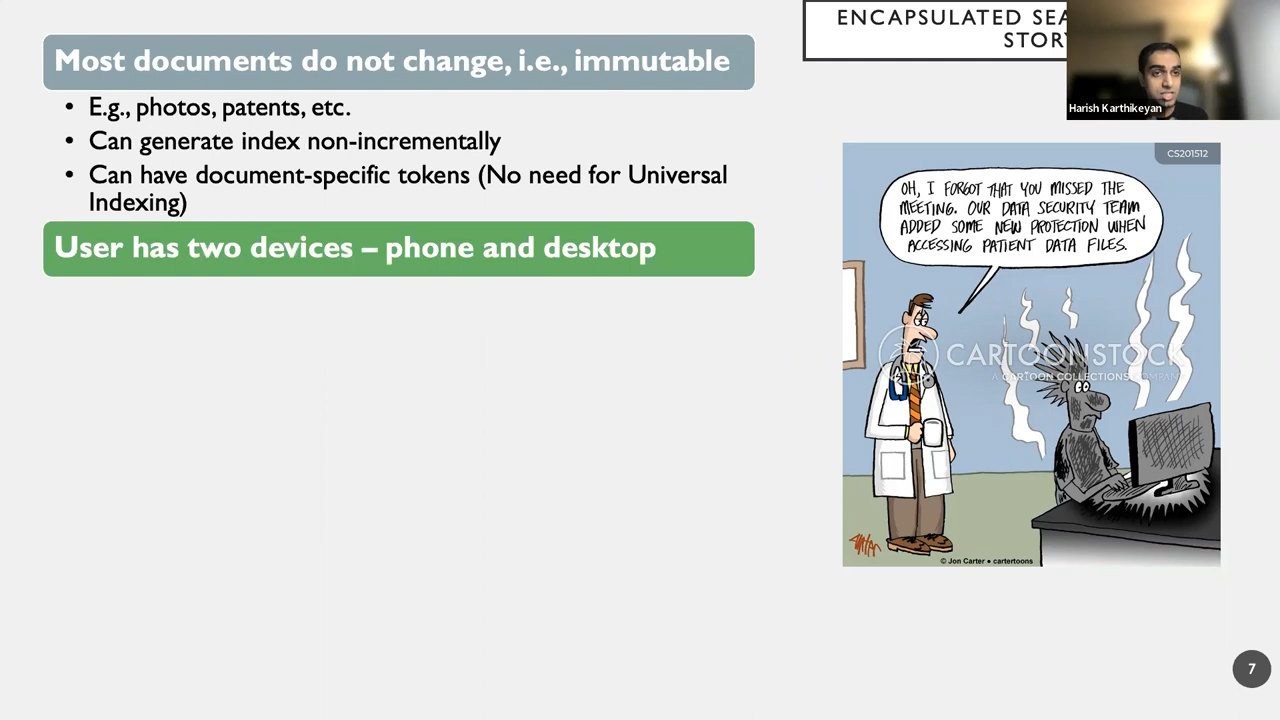 Most documents do not change, i.e., immutable
• E.g., photos, patents, etc.
• Can generate index non-incrementally
• Can have document-specific tokens (No need for Universal
Indexing)
User has two devices – phone and desktop
ENCAPSULATED
Harish Karthikeyan
CS201512
OH, I FORGOT THAT YOU MISSED THE
MEETING. OUR DATA SECURITY TEAM
ADDED SOME NEW PROTECTION WHEN
ACCESSING PATIENT DATA FILES.
CARTOONSTOCK
A CARTOON COLLECTIONS COMPANY
© Jon Carter • cartertoons
7